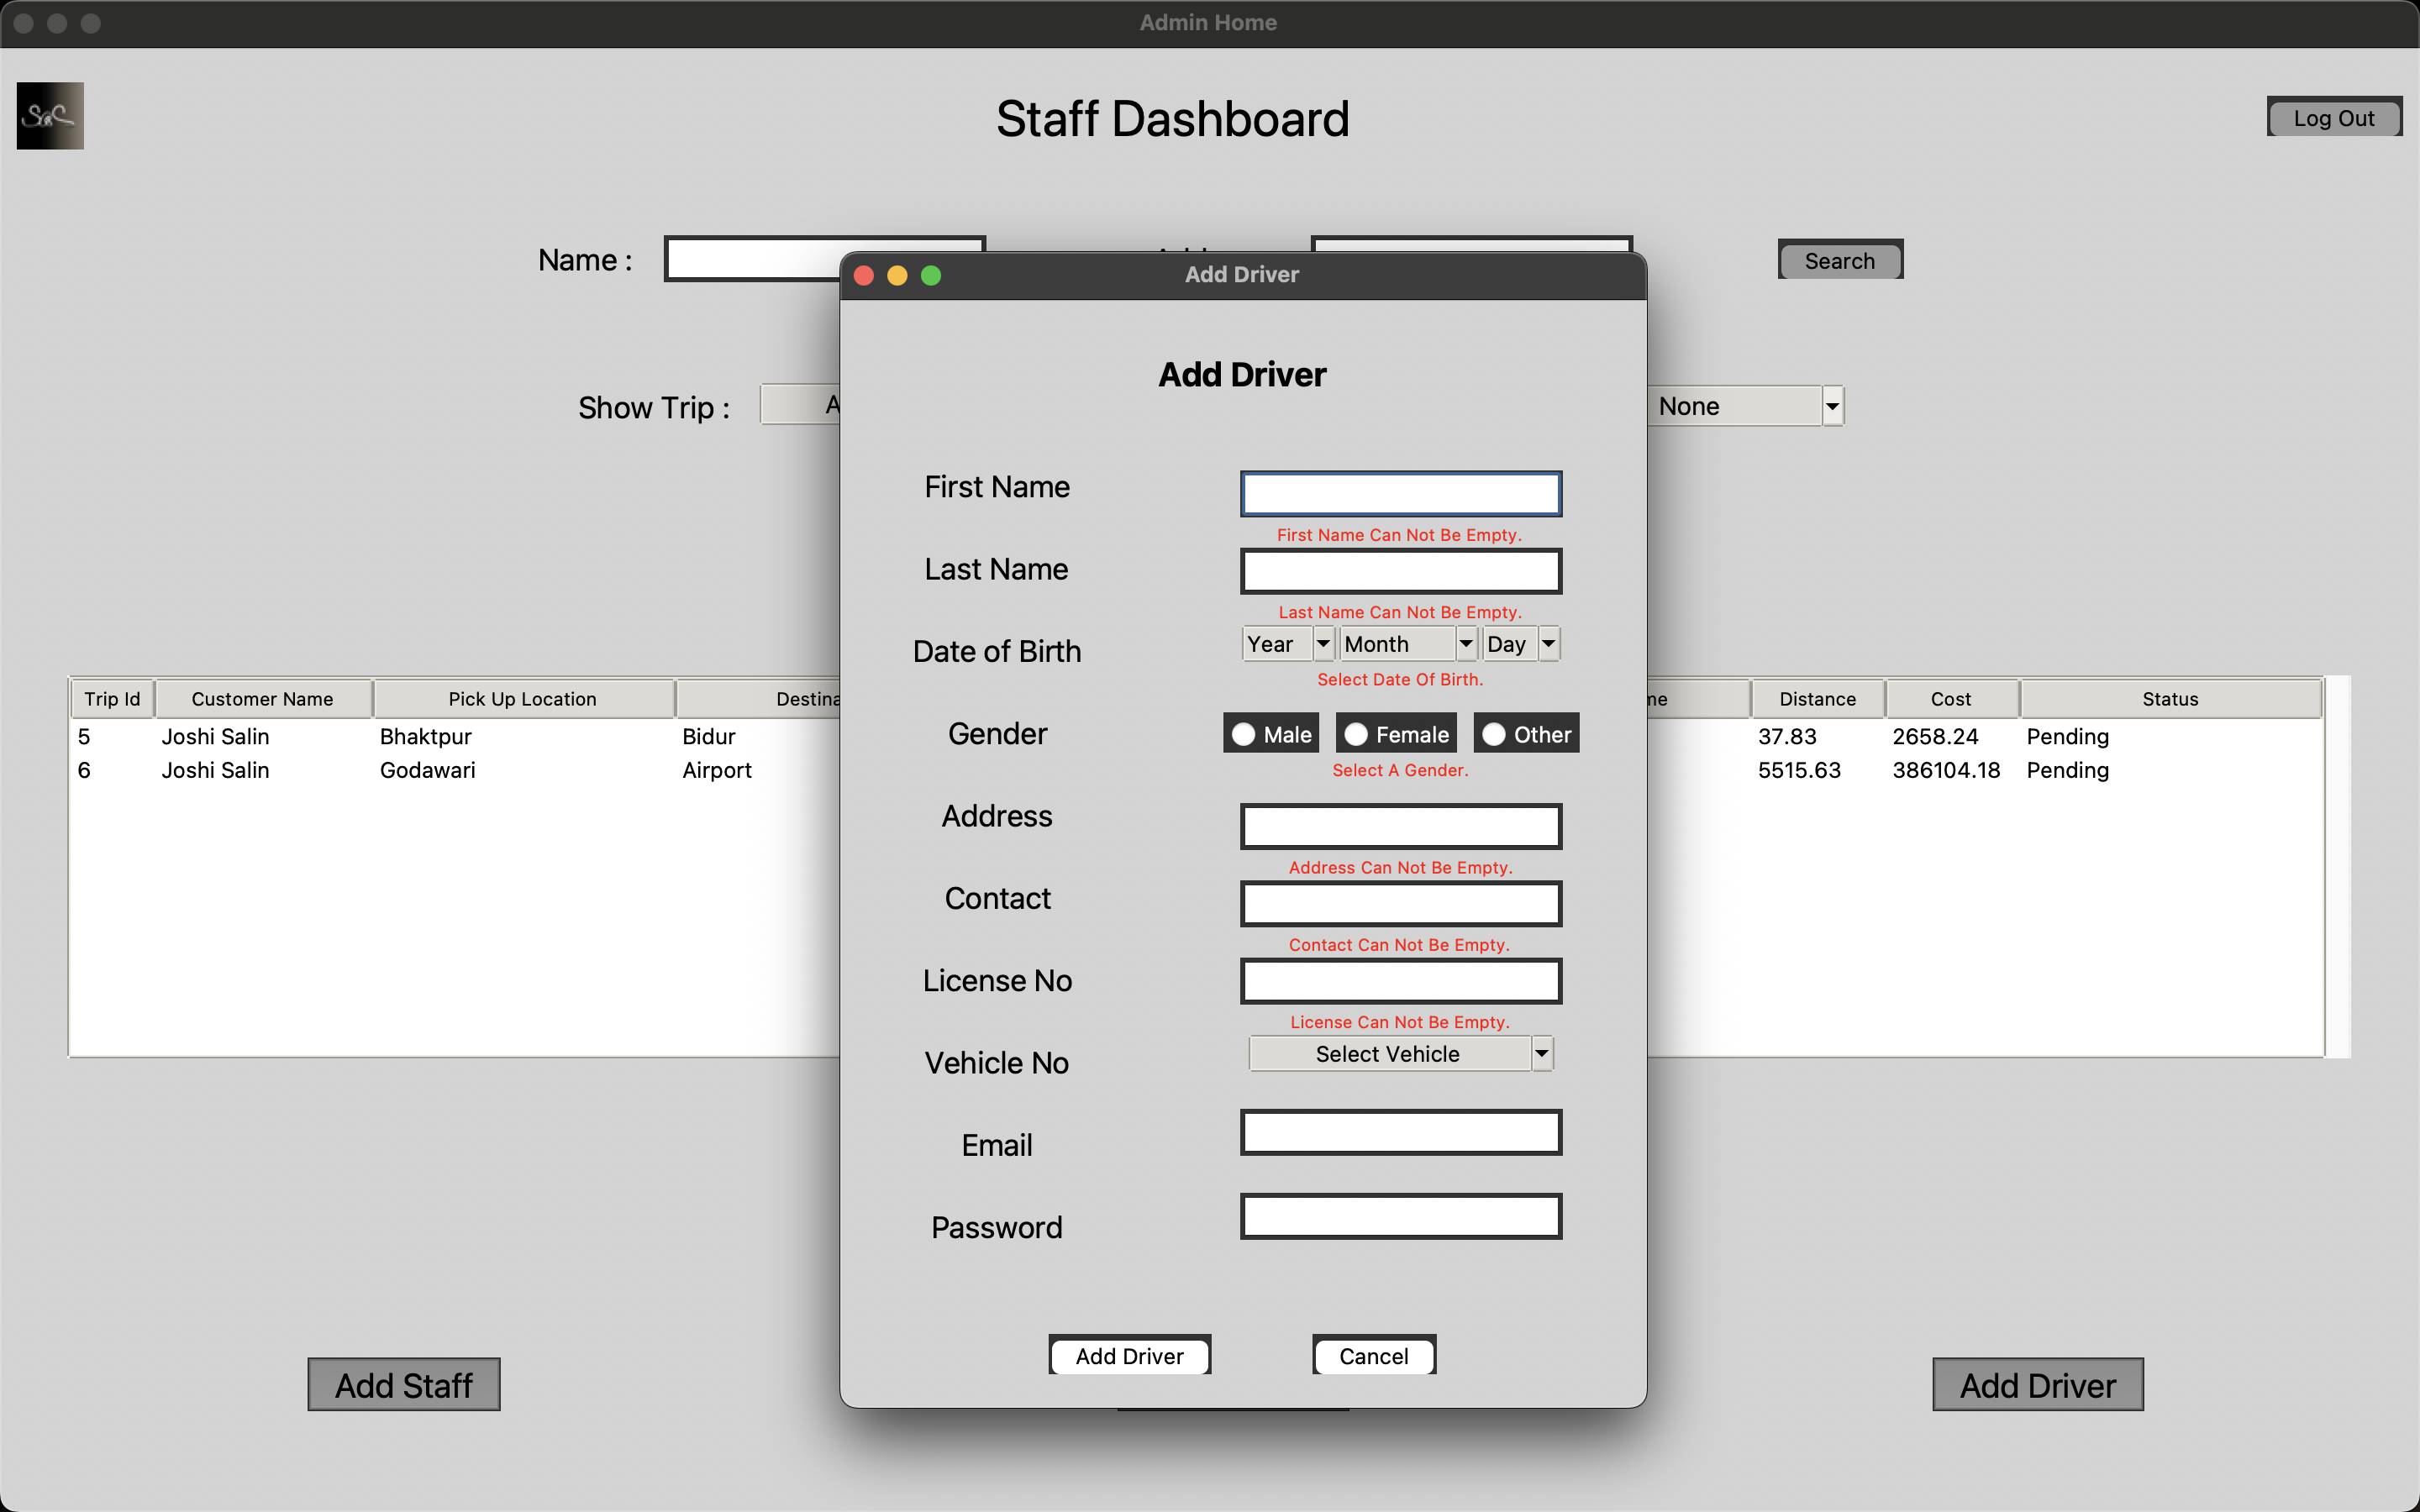 Admin Home
SaC
Staff Dashboard
Log Out
Name :
Search
Add Driver
Add Driver
Show Trip :
None
First Name
First Name Can Not Be Empty.
Last Name
Last Name Can Not Be Empty.
Date of Birth
Year Month Day
Select Date Of Birth.
Trip Id Customer Name Pick Up Location Distance Cost Status
Gender
Male Female Other
5 Joshi Salin Bhaktpur Bidur 37.83 2658.24 Pending
Select A Gender.
6 Joshi Salin Godawari Airport 5515.63 386104.18 Pending
Address
Address Can Not Be Empty.
Contact
Contact Can Not Be Empty.
License No
License Can Not Be Empty.
Vehicle No
Select Vehicle
Email
Password
Add Driver Cancel
Add Staff
Add Driver